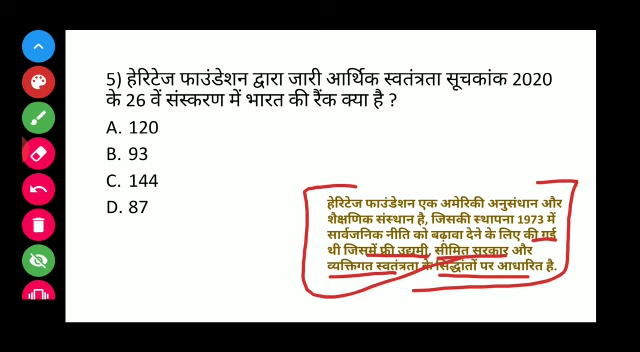 5) हेरिटेज फाउंडेशन द्वारा जारी आर्थिक स्वतंत्रता सूचकांक 2020
के 26 वें संस्करण में भारत की रैंक क्या है ?
A. 120
B. 93
C. 144
D. 87
हेरिटेज फाउंडेशन एक अमेरिकी अनुसंधान और
शैक्षणिक संस्थान है, जिसकी स्थापना 1973 में
सार्वजनिक नीति को बढ़ावा देने के लिए की गई
थी जिसमें फ्री उद्यमी, सीमित सरकार और
व्यक्तिगत स्वतंत्रता के सिद्धांतों पर आधारित है.